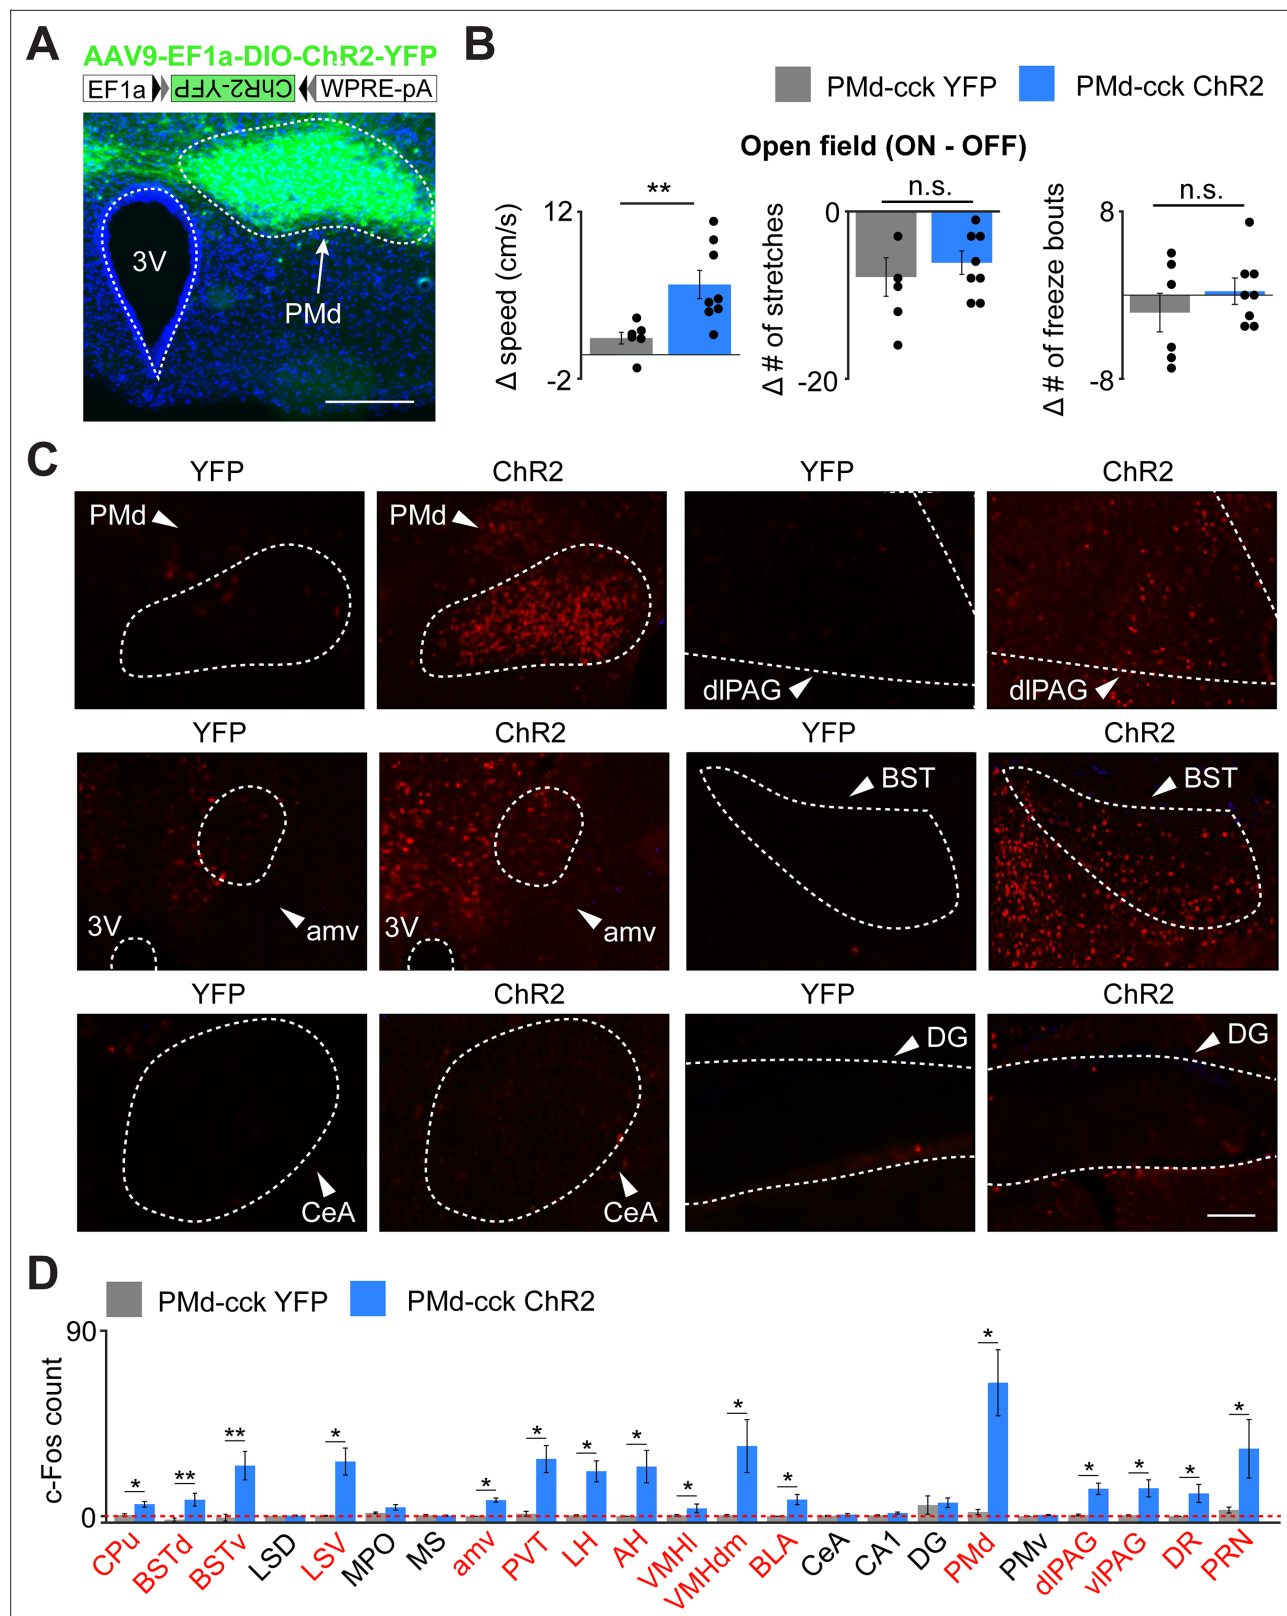 A
AAV9-EF1a-DIO-ChR2-YFP
EF1a ChR2-YFP WPRE-pA
3V
PMd
B
PMd-cck YFP PMd-cck ChR2
Open field (ON - OFF)
Δ speed (cm/s)
12
-2
**
Δ # of stretches
0
-20
n.s.
Δ # of freeze bouts
8
-8
n.s.
C
YFP ChR2 YFP ChR2
PMd PMd dlPAG dlPAG
YFP ChR2 YFP ChR2
3V amv 3V amv BST BST
YFP ChR2 YFP ChR2
CeA CeA DG DG
D
PMd-cck YFP PMd-cck ChR2
c-Fos count
90
0
* ** ** * * * * * * * * * * * * *
CPu BSTd BSTv LSD LSV MPO MS amv PVT LH AH VMHl VMHdm BLA CeA CA1 DG PMd PMv dlPAG vlPAG DR PRN